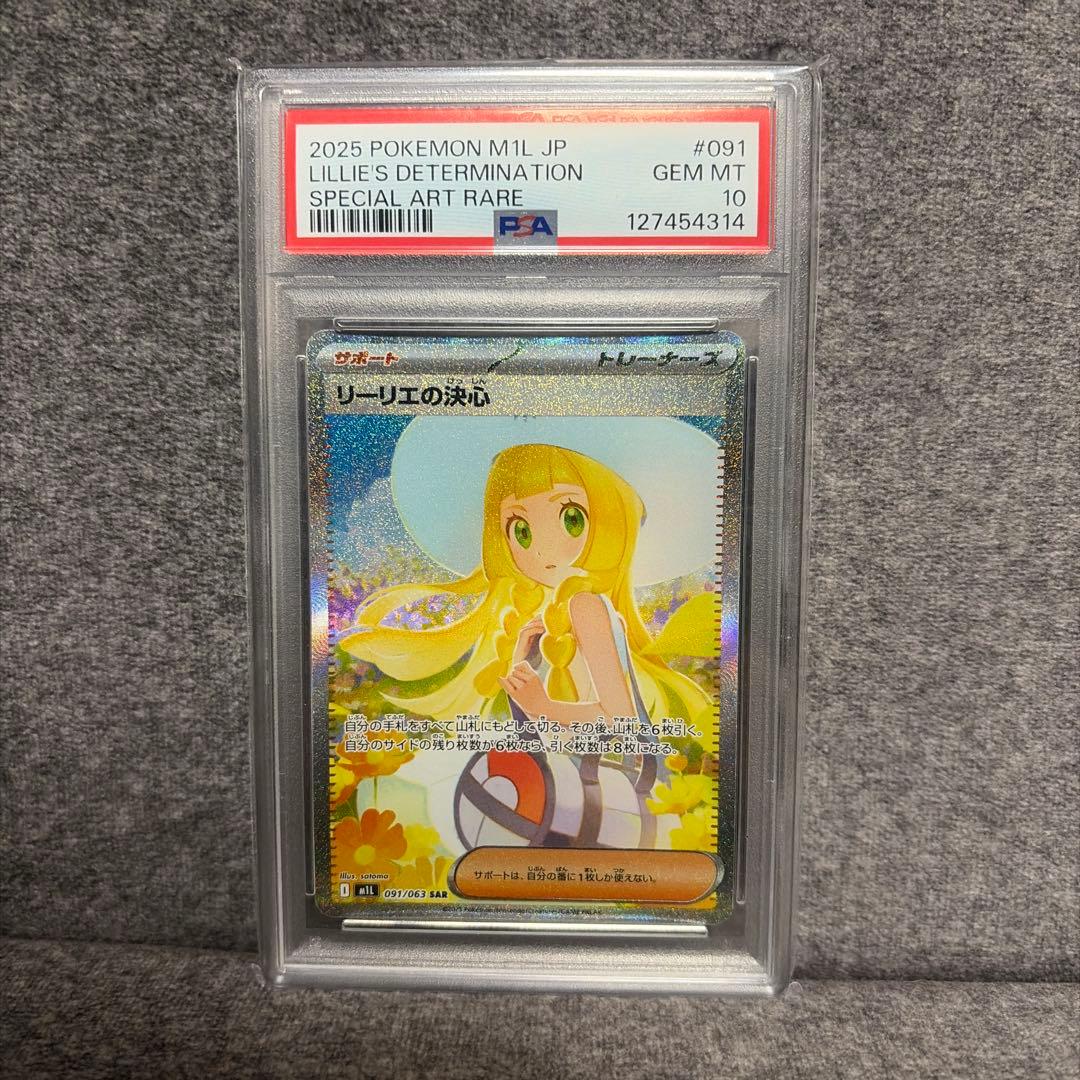 2025 POKEMON M1L JP #091
LILLIE'S DETERMINATION GEM MT
SPECIAL ART RARE 10
PSA 127454314
サポート トレーナーズ
リーリエの決心
自分の手札をすべて山札にもどして切る。その後、山札を6枚引く。
自分のサイドの残り枚数が6枚なら、引く枚数は8枚になる。
サポートは、自分の番に1枚しか使えない。
Illus. satoma
I m1L 091/063 SAR